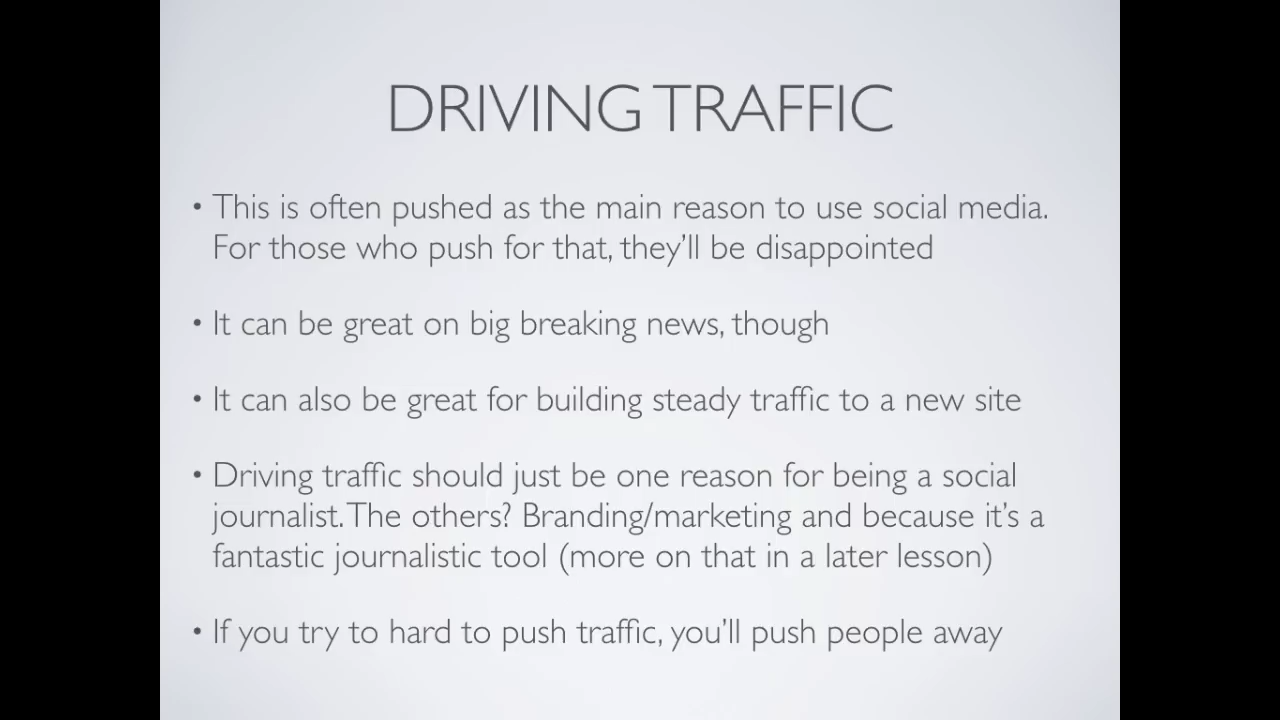 DRIVING TRAFFIC
• This is often pushed as the main reason to use social media.
For those who push for that, they'll be disappointed
• It can be great on big breaking news, though
• It can also be great for building steady traffic to a new site
• Driving traffic should just be one reason for being a social
journalist. The others? Branding/marketing and because it's a
fantastic journalistic tool (more on that in a later lesson)
• If you try to hard to push traffic, you'll push people away